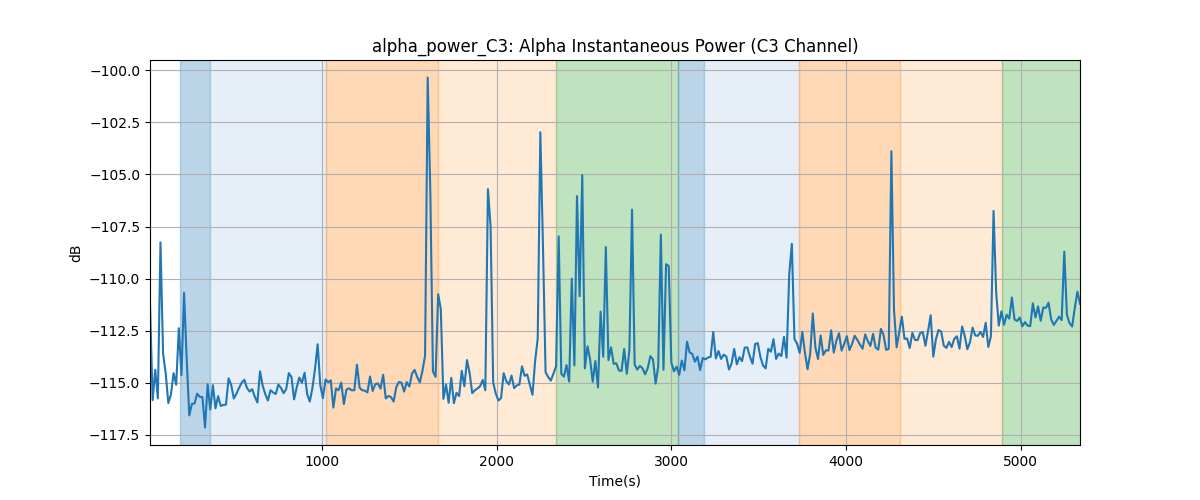 alpha_power_C3: Alpha Instantaneous Power (C3 Channel)
−100.0
−102.5
−105.0
−107.5
−110.0
−112.5
−115.0
−117.5
dB
1000 2000 3000 4000 5000
Time(s)